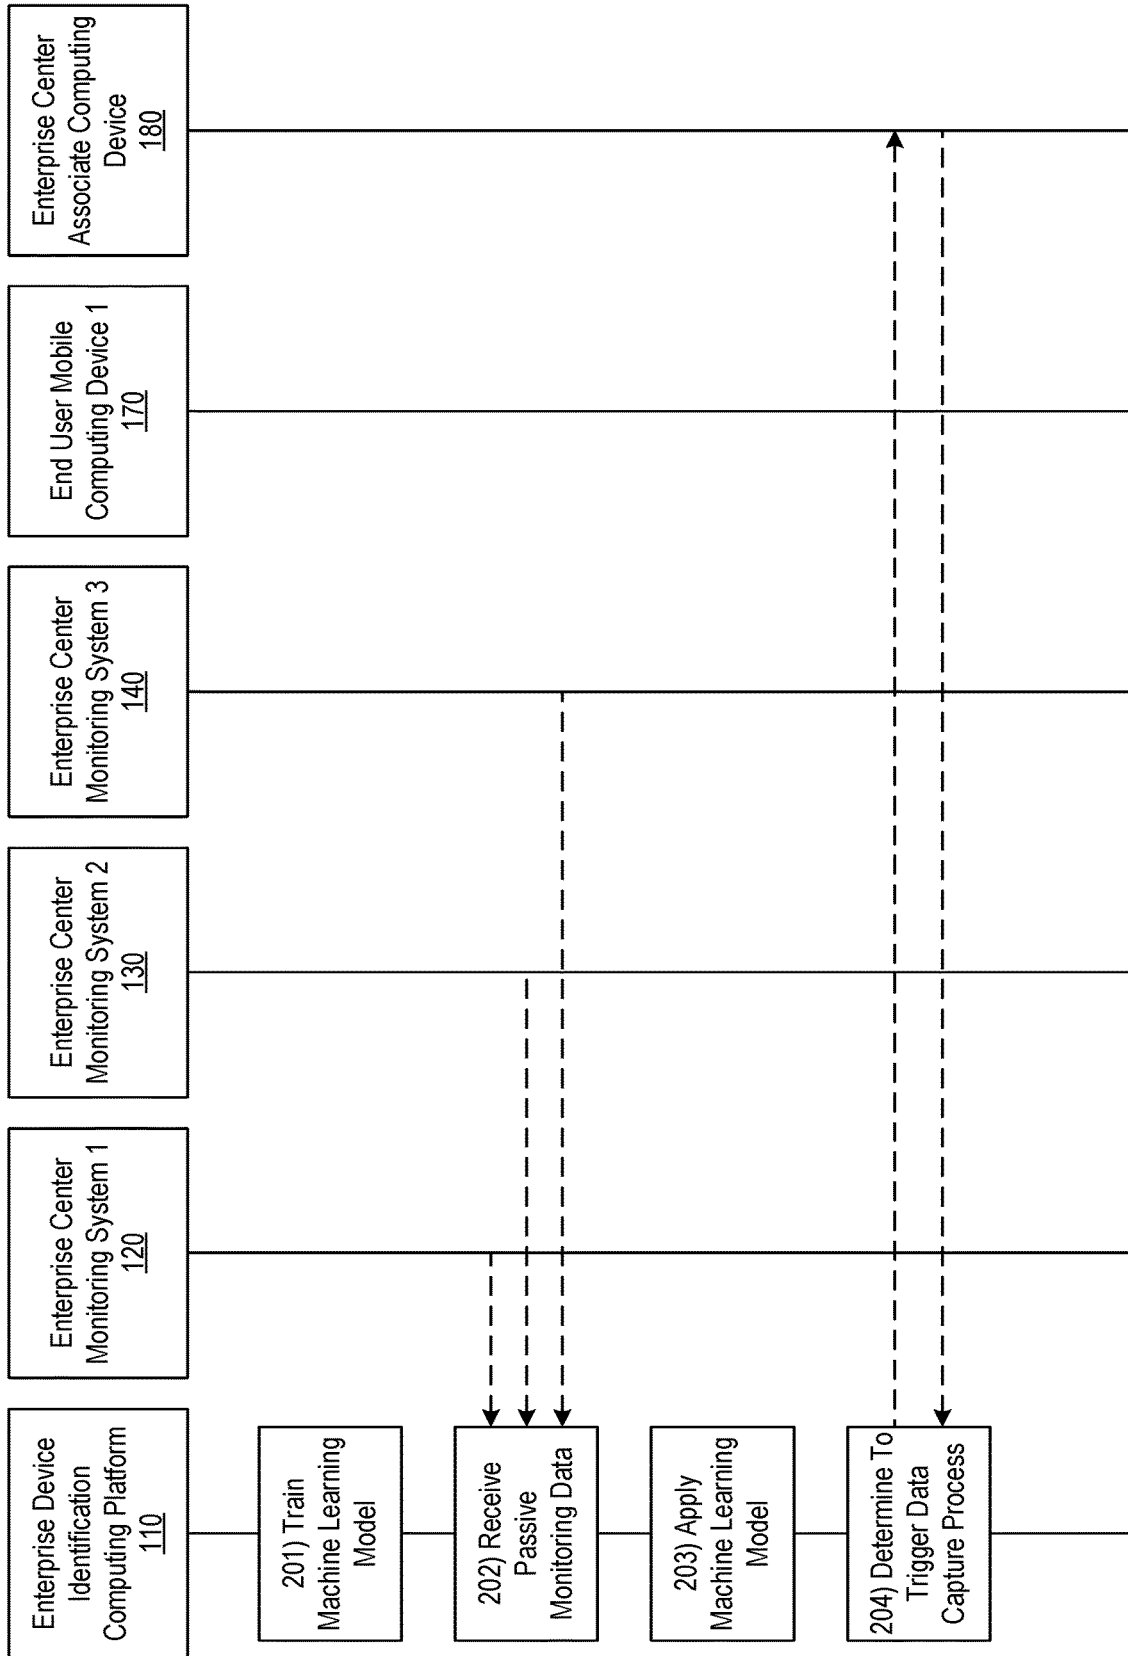 Enterprise Device
Identification
Computing Platform
110
Enterprise Center
Monitoring System 1
120
Enterprise Center
Monitoring System 2
130
Enterprise Center
Monitoring System 3
140
End User Mobile
Computing Device 1
170
Enterprise Center
Associate Computing
Device
180
201) Train
Machine Learning
Model
202) Receive
Passive
Monitoring Data
203) Apply
Machine Learning
Model
204) Determine To
Trigger Data
Capture Process